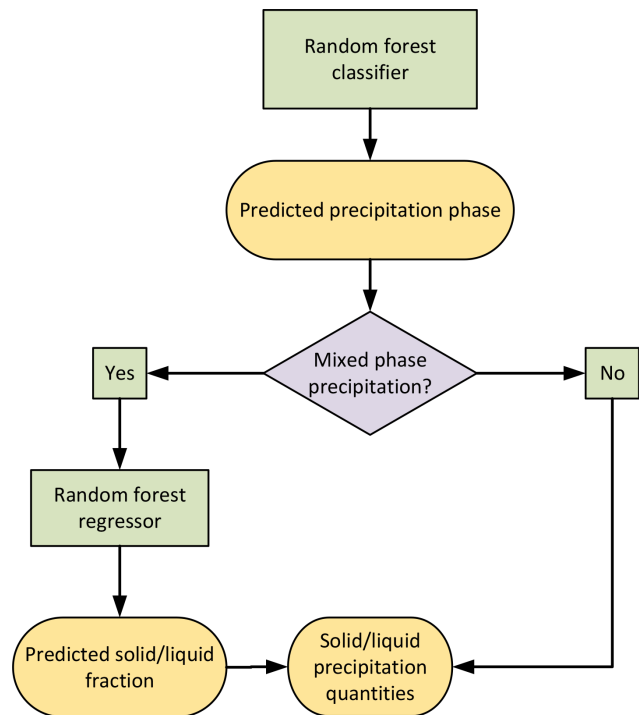 Random forest
classifier
Predicted precipitation phase
Mixed phase
precipitation?
Yes
No
Random forest
regressor
Predicted solid/liquid
fraction
Solid/liquid
precipitation
quantities